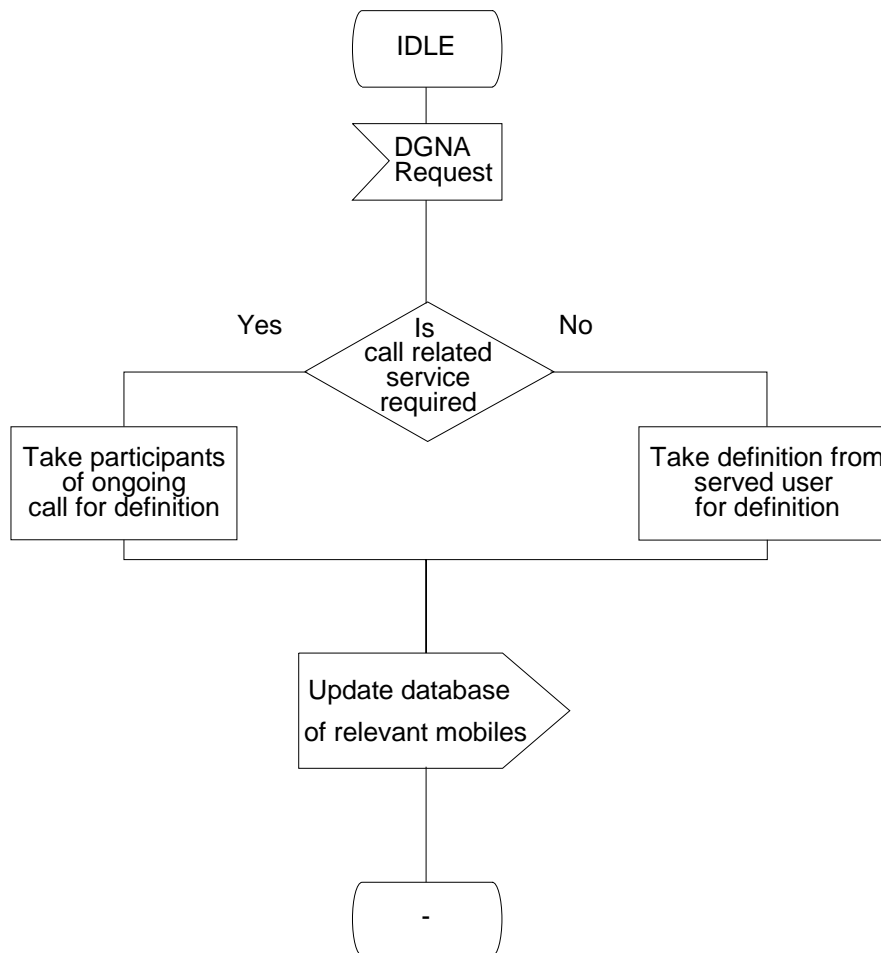 IDLE
DGNA
Request
Yes
No
Is
call related
service
required
Take participants
of ongoing
call for definition
Take definition from
served user
for definition
Update database
of relevant mobiles
-